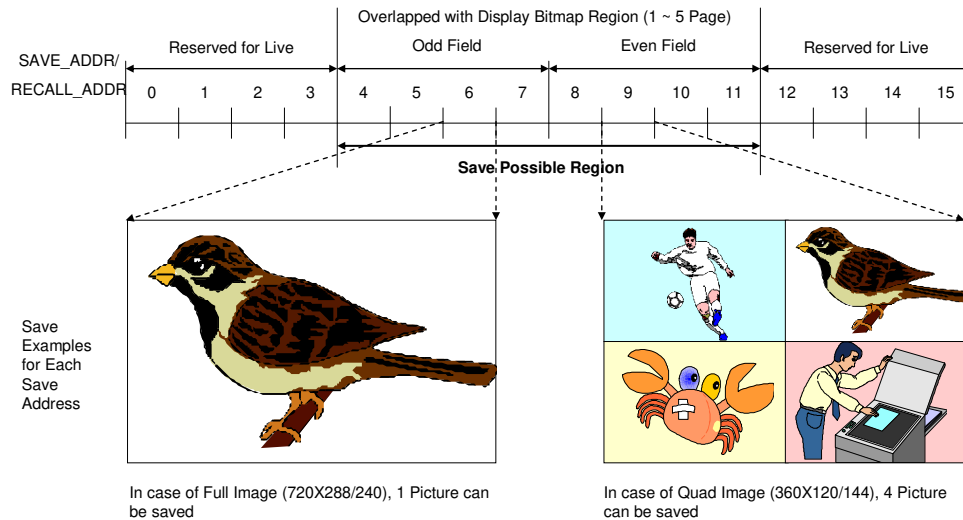 Overlapped with Display Bitmap Region (1 ~ 5 Page)
Reserved for Live
Odd Field
Even Field
Reserved for Live
SAVE_ADDR/
RECALL_ADDR
0 1 2 3 4 5 6 7 8 9 10 11 12 13 14 15
Save Possible Region
Save
Examples
for Each
Save
Address
In case of Full Image (720X288/240), 1 Picture can
be saved
In case of Quad Image (360X120/144), 4 Picture
can be saved